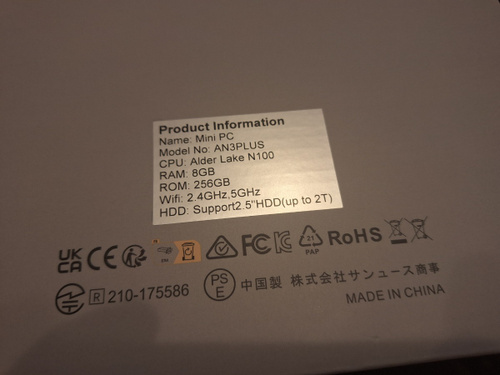 Product Information
Name: Mini PC
Model No: AN3PLUS
CPU: Alder Lake N100
RAM: 8GB
ROM: 256GB
Wifi: 2.4GHz,5GHz
HDD: Support2.5"HDD(up to 2T)
UK CA CE FC 21 PAP RoHS
R 210-175586 PS E 中国製 株式会社サンユース商事
MADE IN CHINA